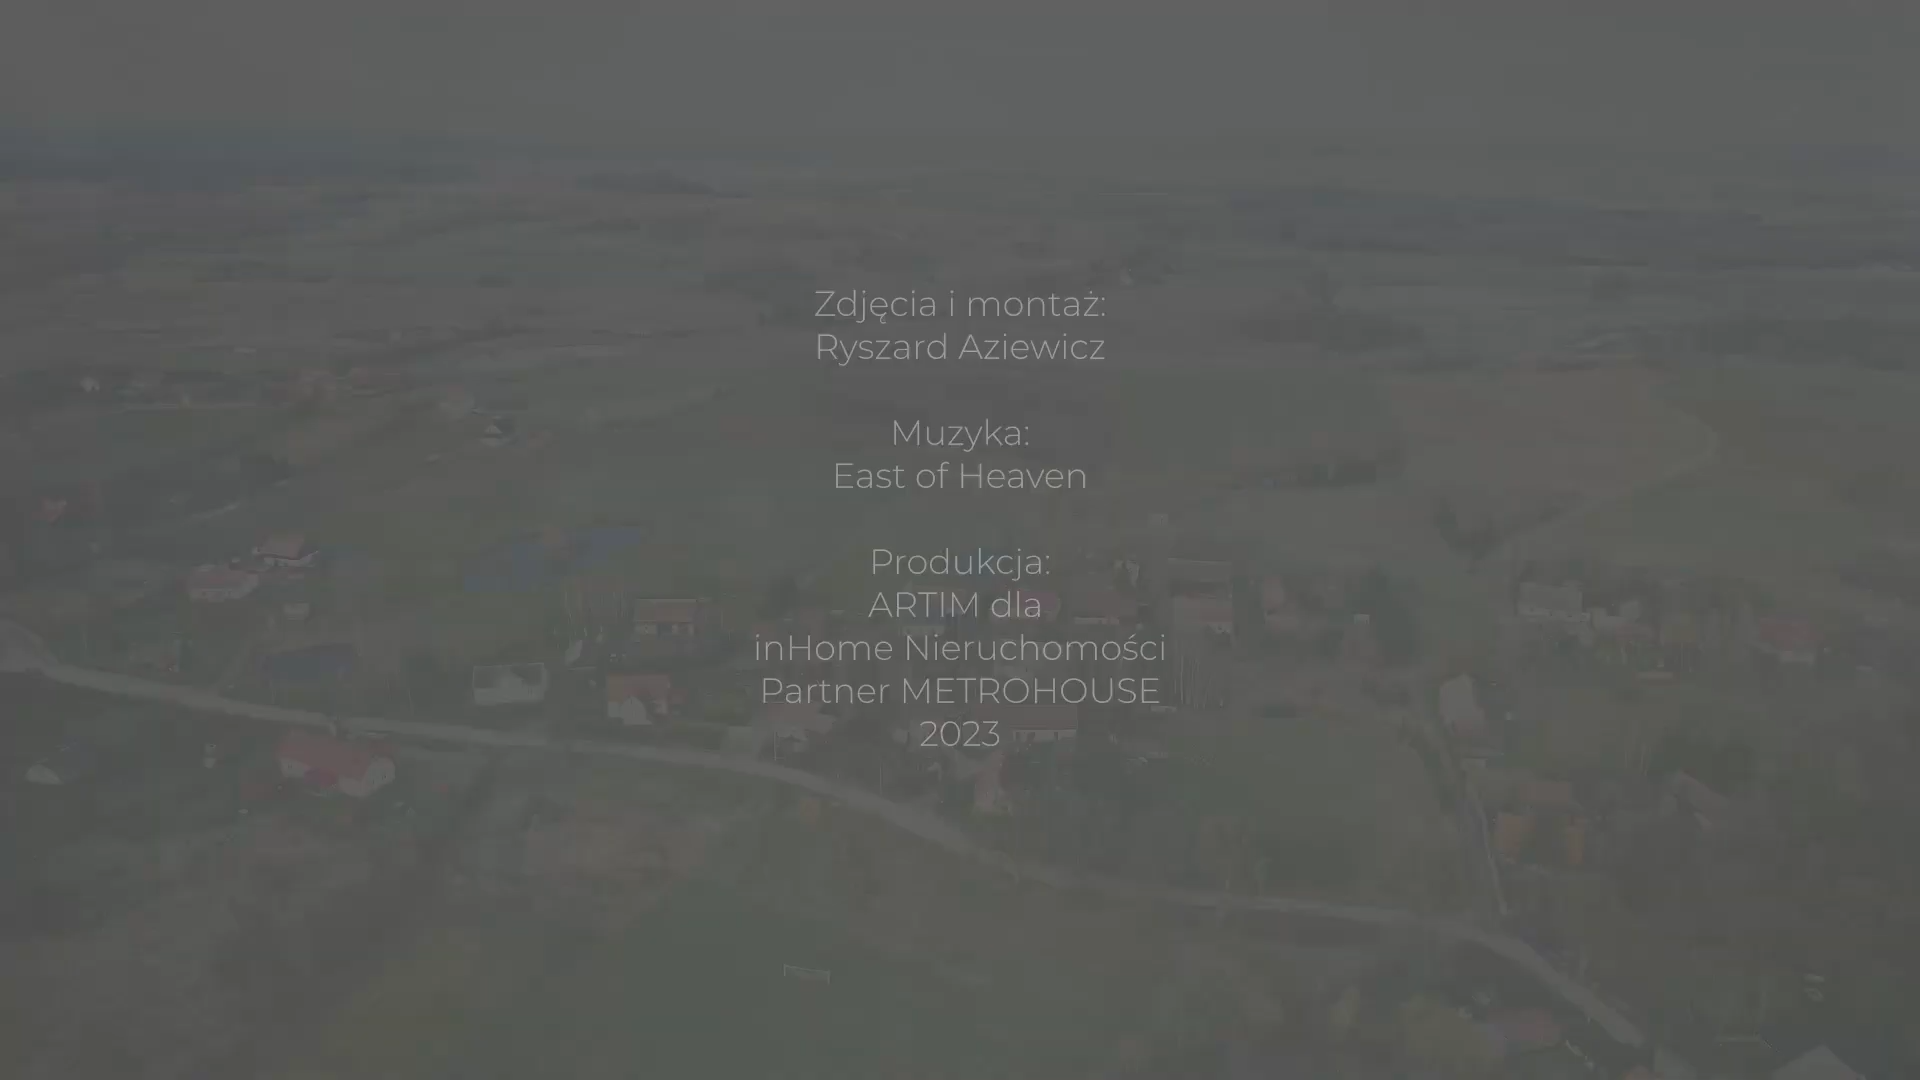 Zdjęcia i montaż:
Ryszard Aziewicz
Muzyka:
East of Heaven
Produkcja:
ARTIM dla
inHome Nieruchomości
Partner METROHOUSE
2023